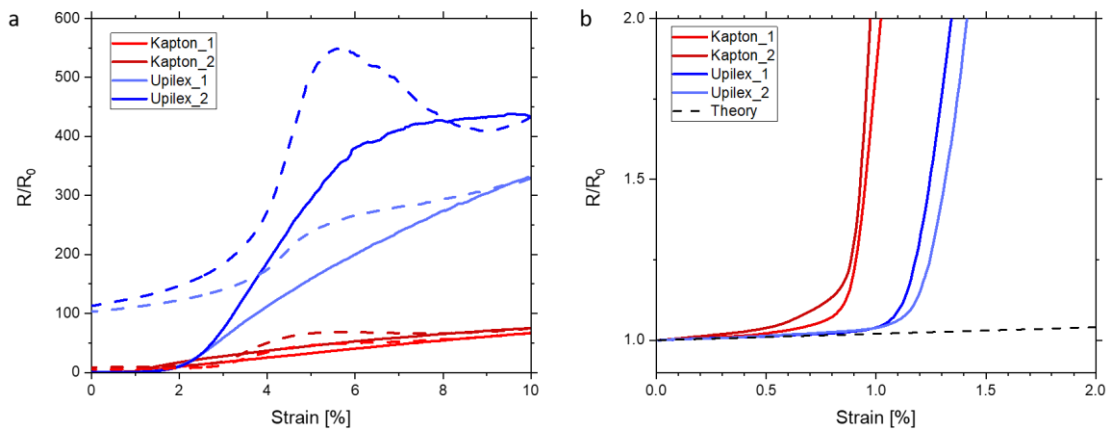 a
600
500
400
300
200
100
0
R/R0
Kapton_1
Kapton_2
Upilex_1
Upilex_2
0 2 4 6 8 10
Strain [%]
b
2.0
1.5
1.0
R/R0
Kapton_1
Kapton_2
Upilex_1
Upilex_2
Theory
0.0 0.5 1.0 1.5 2.0
Strain [%]